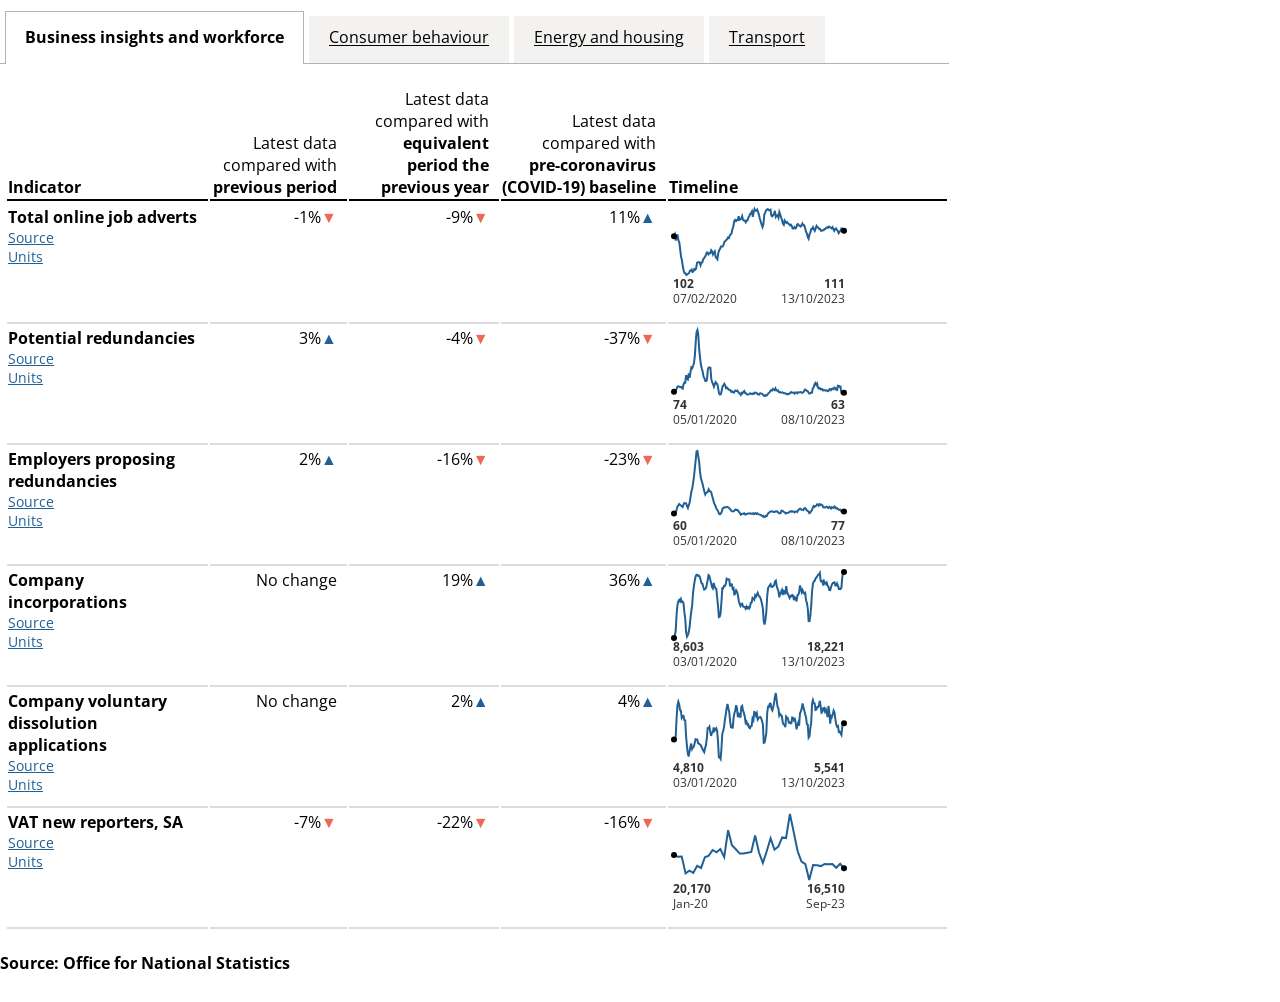 Business insights and workforce
Consumer behaviour
Energy and housing
Transport
Indicator
Latest data
compared with
previous period
Latest data
compared with
equivalent
period the
previous year
Latest data
compared with
pre-coronavirus
(COVID-19) baseline
Timeline
Total online job adverts
Source
Units
-1%▼
-9%▼
11%▲
102
07/02/2020
111
13/10/2023
Potential redundancies
Source
Units
3%▲
-4%▼
-37%▼
74
05/01/2020
63
08/10/2023
Employers proposing
redundancies
Source
Units
2%▲
-16%▼
-23%▼
60
05/01/2020
77
08/10/2023
Company
incorporations
Source
Units
No change
19%▲
36%▲
8,603
03/01/2020
18,221
13/10/2023
Company voluntary
dissolution
applications
Source
Units
No change
2%▲
4%▲
4,810
03/01/2020
5,541
13/10/2023
VAT new reporters, SA
Source
Units
-7%▼
-22%▼
-16%▼
20,170
Jan-20
16,510
Sep-23
Source: Office for National Statistics